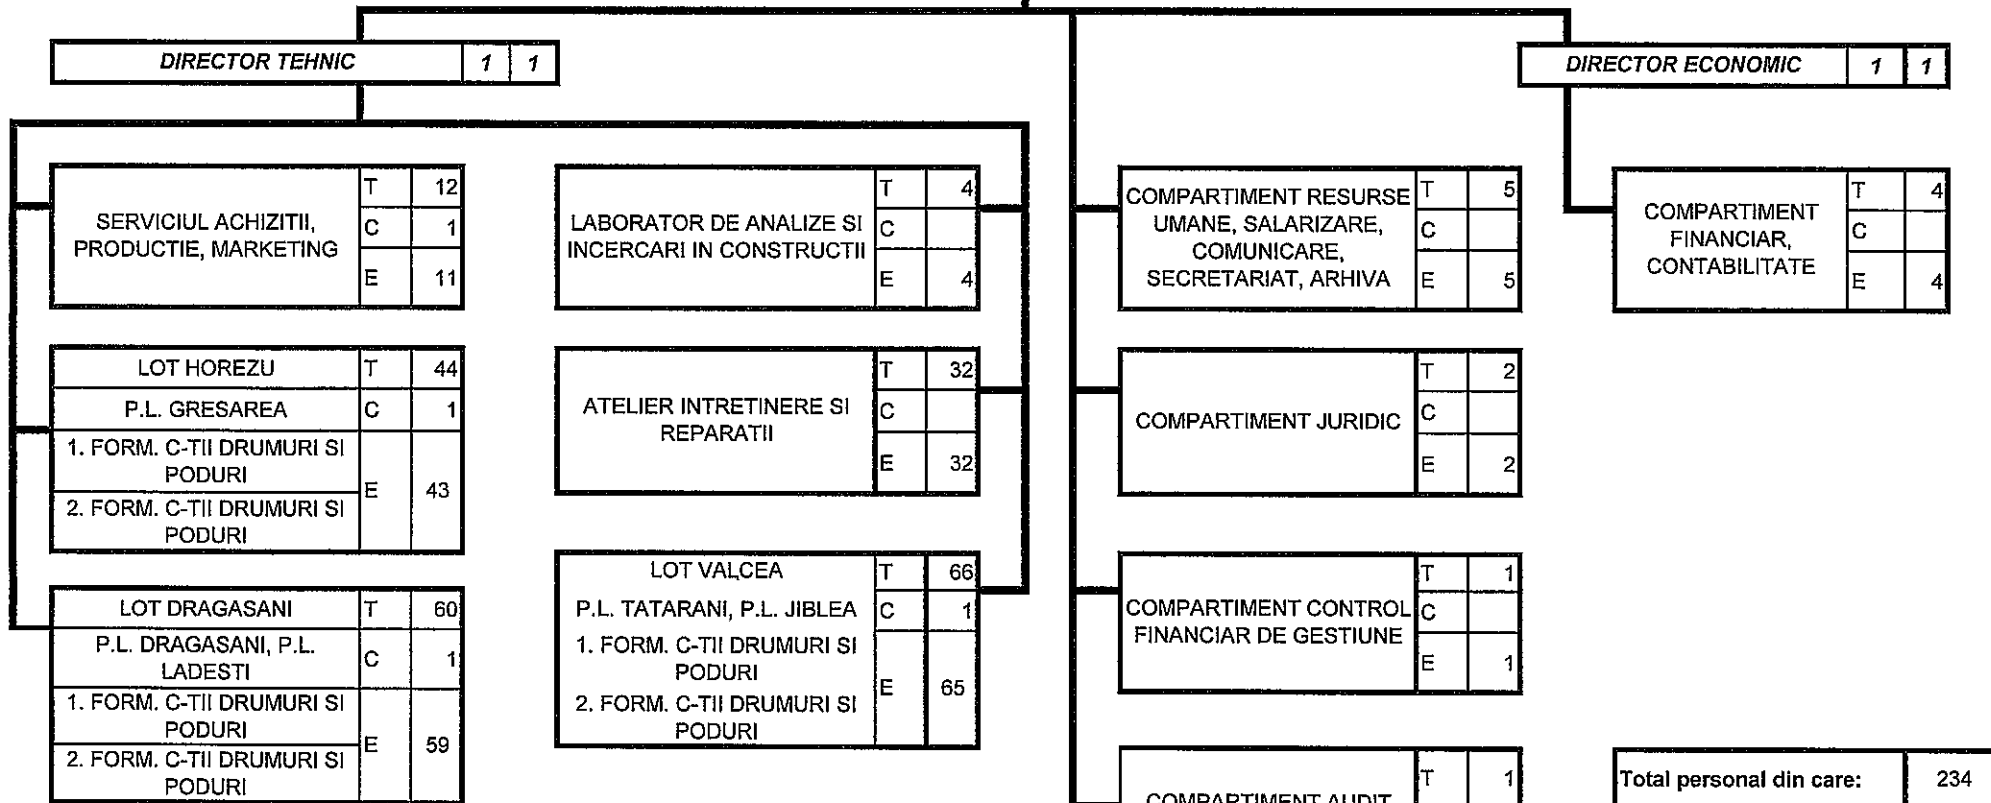 DIRECTOR TEHNIC 1 1
DIRECTOR ECONOMIC 1 1
SERVICIUL ACHIZITII,
PRODUCTIE, MARKETING
T 12
C 1
E 11
LABORATOR DE ANALIZE SI
INCERCARI IN CONSTRUCTII
T 4
C
E 4
COMPARTIMENT RESURSE
UMANE, SALARIZARE,
COMUNICARE,
SECRETARIAT, ARHIVA
T 5
C
E 5
COMPARTIMENT
FINANCIAR,
CONTABILITATE
T 4
C
E 4
LOT HOREZU T 44
P.L. GRESAREA C 1
1. FORM. C-TII DRUMURI SI
PODURI
2. FORM. C-TII DRUMURI SI
PODURI
E 43
ATELIER INTRETINERE SI
REPARATII
T 32
C
E 32
COMPARTIMENT JURIDIC
T 2
C
E 2
LOT DRAGASANI T 60
P.L. DRAGASANI, P.L.
LADESTI
C 1
1. FORM. C-TII DRUMURI SI
PODURI
2. FORM. C-TII DRUMURI SI
PODURI
E 59
LOT VALCEA T 66
P.L. TATARANI, P.L. JIBLEA C 1
1. FORM. C-TII DRUMURI SI
PODURI
2. FORM. C-TII DRUMURI SI
PODURI
E 65
COMPARTIMENT CONTROL
FINANCIAR DE GESTIUNE
T 1
C
E 1
COMPARTIMENT AUDIT
T 1
Total personal din care: 234